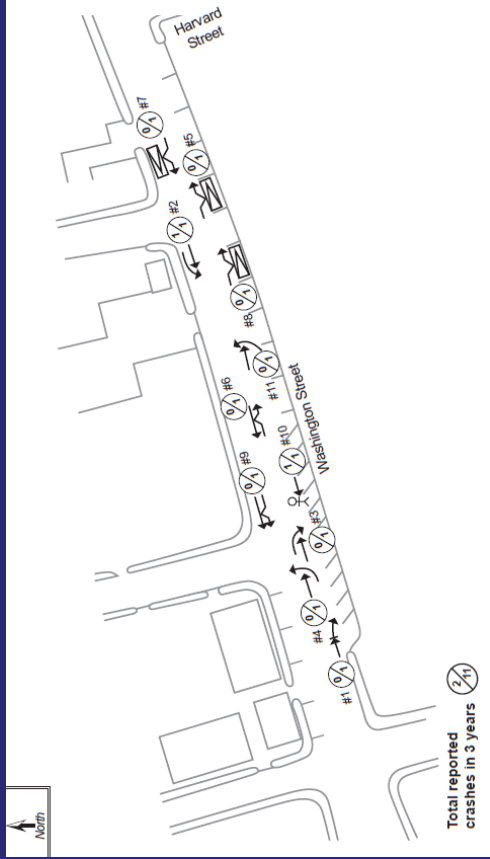 Harvard
Street
0/1 #7
0/1 #5
1/1 #2
#8 0/1
0/1 #6
#11 0/1
0/1 #9
1/1 #10
Washington Street
0/1 #3
#4 0/1
#1 0/1
North
Total reported
crashes in 3 years 2/11